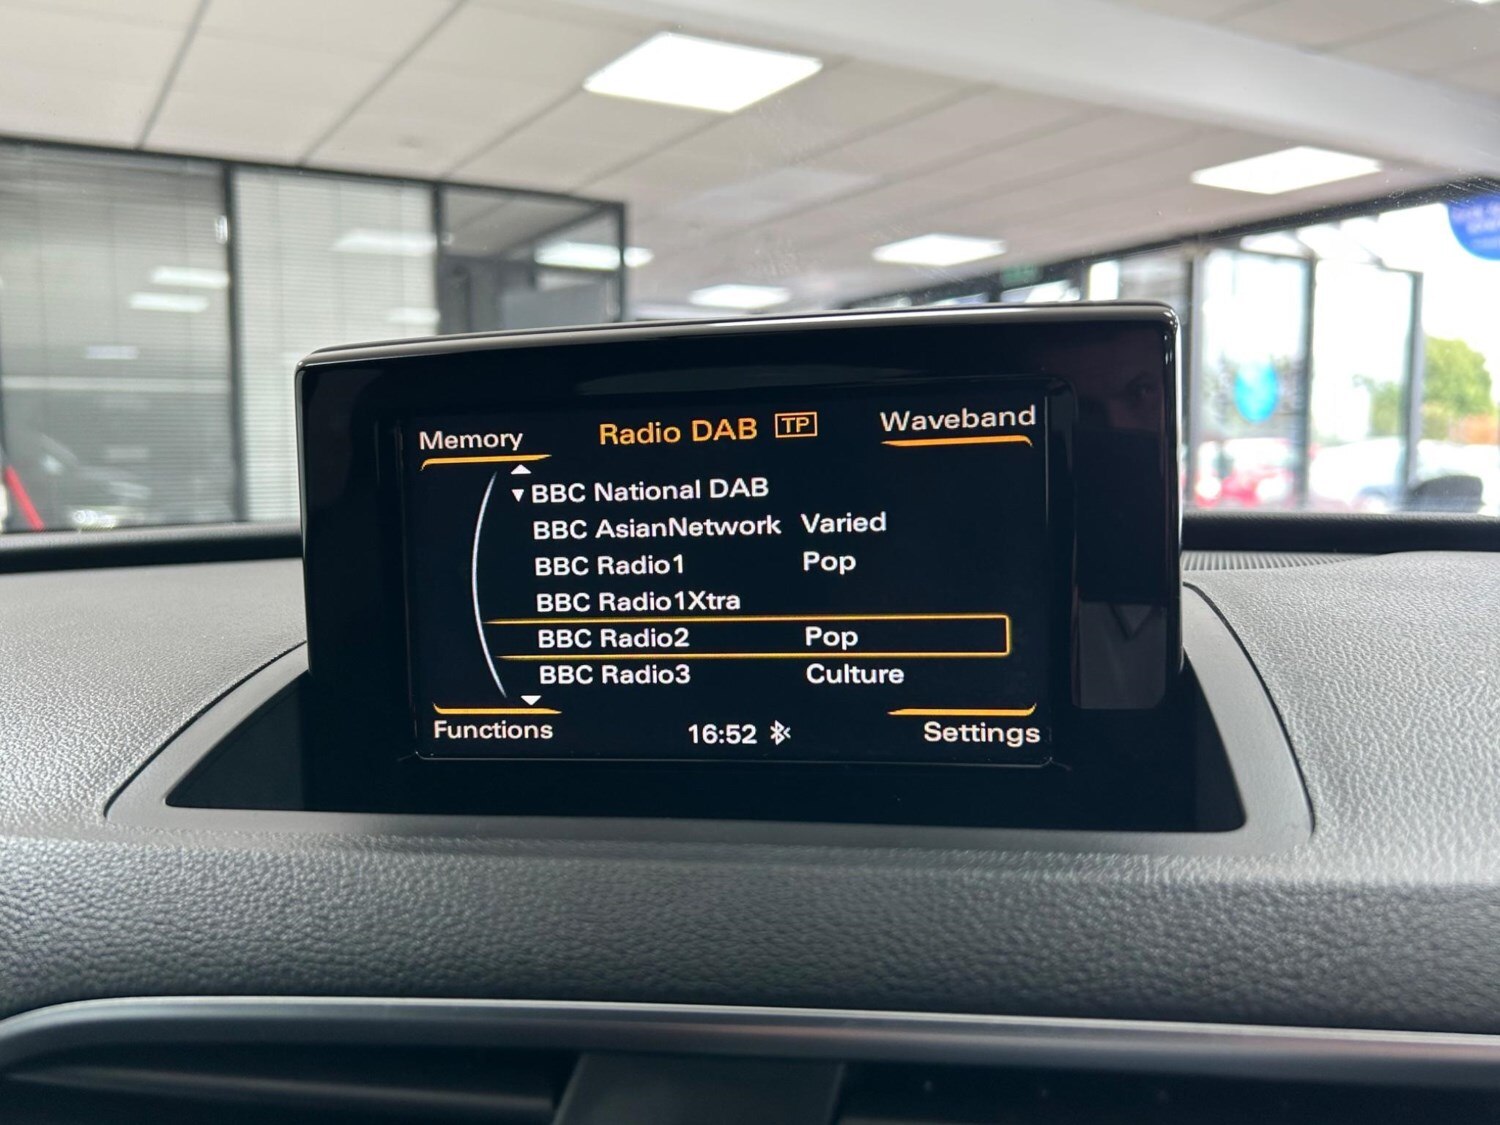 Memory
Radio DAB TP
Waveband
BBC National DAB
BBC AsianNetwork Varied
BBC Radio1 Pop
BBC Radio1Xtra
BBC Radio2 Pop
BBC Radio3 Culture
Functions
16:52
Settings